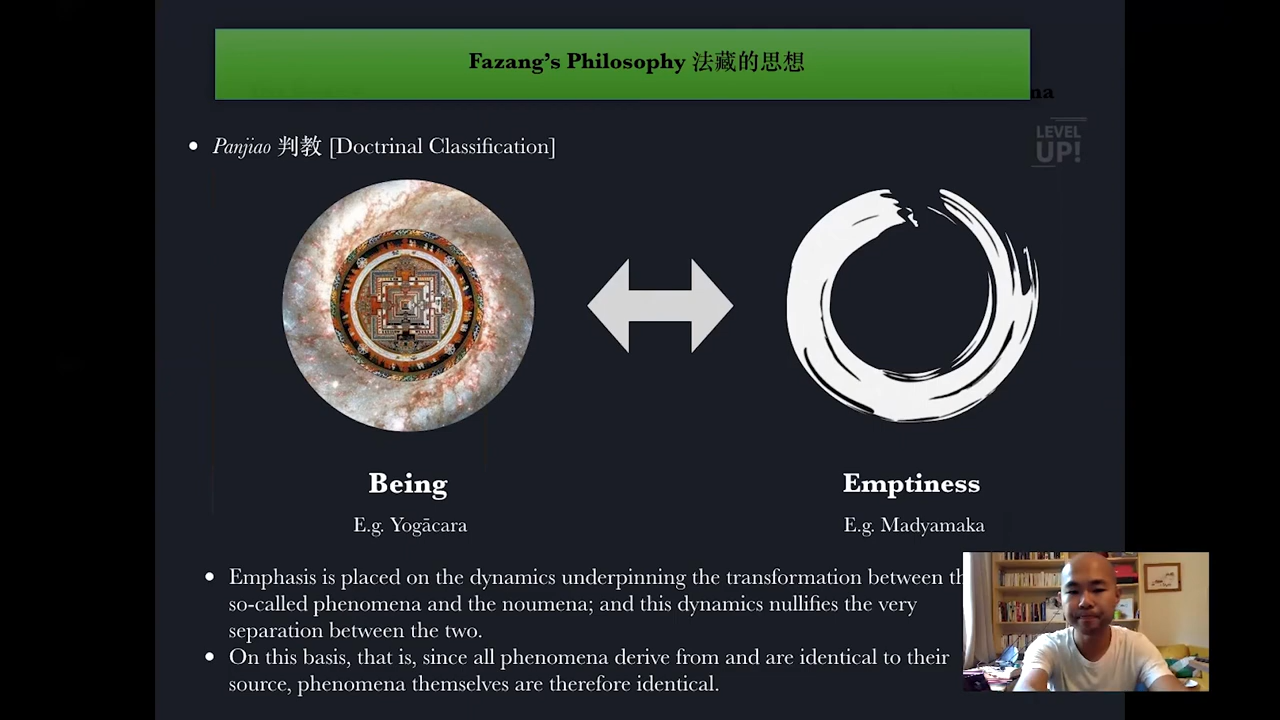 Fazang’s Philosophy 法藏的思想
na
• Panjiao 判教 [Doctrinal Classification]
LEVEL
UP!
Being
Emptiness
E.g. Yogācara
E.g. Madyamaka
• Emphasis is placed on the dynamics underpinning the transformation between th
so-called phenomena and the noumena; and this dynamics nullifies the very
separation between the two.
• On this basis, that is, since all phenomena derive from and are identical to their
source, phenomena themselves are therefore identical.